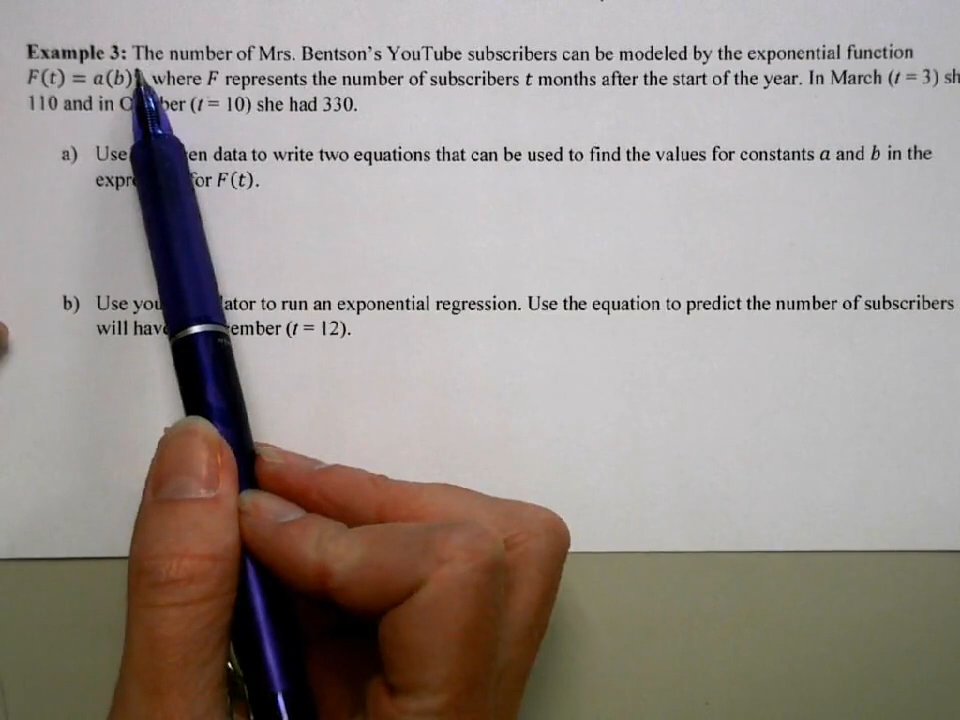 Example 3: The number of Mrs. Bentson's YouTube subscribers can be modeled by the exponential function
F(t) = a(b) where F represents the number of subscribers t months after the start of the year. In March (t = 3) sh
110 and in O ber (t = 10) she had 330.
a) Use en data to write two equations that can be used to find the values for constants a and b in the
expre or F(t).
b) Use you lator to run an exponential regression. Use the equation to predict the number of subscribers
will have ember (t = 12).